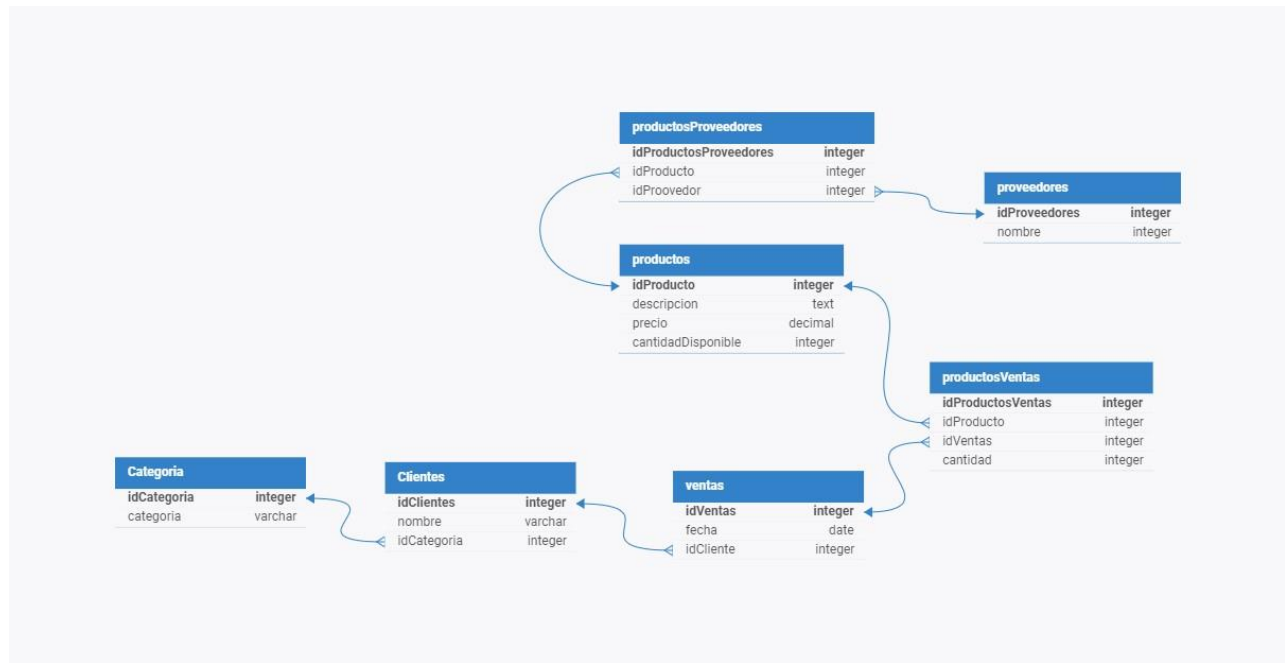 productosProveedores
idProductosProveedores integer
idProducto integer
idProovedor integer
proveedores
idProveedores integer
nombre integer
productos
idProducto integer
descripcion text
precio decimal
cantidadDisponible integer
productosVentas
idProductosVentas integer
idProducto integer
idVentas integer
cantidad integer
Categoria
idCategoria integer
categoria varchar
Clientes
idClientes integer
nombre varchar
idCategoria integer
ventas
idVentas integer
fecha date
idCliente integer